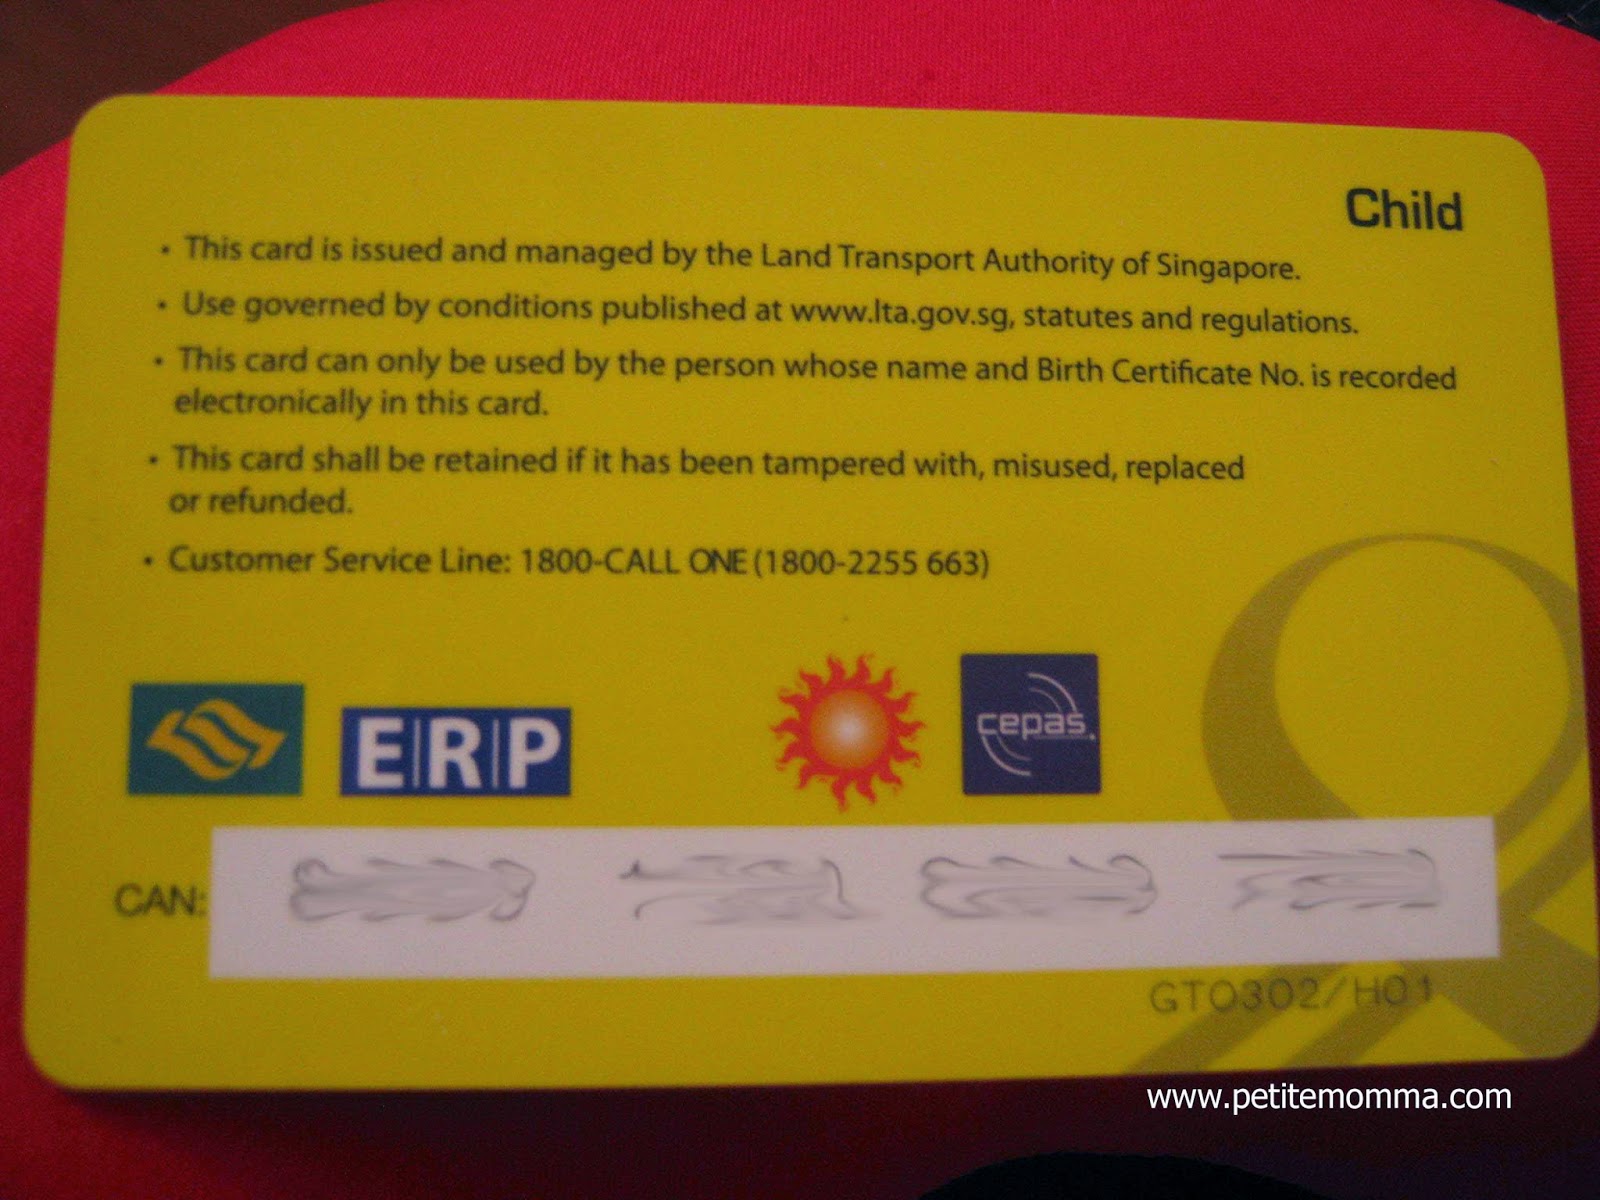 Child
• This card is issued and managed by the Land Transport Authority of Singapore.
• Use governed by conditions published at www.lta.gov.sg, statutes and regulations.
• This card can only be used by the person whose name and Birth Certificate No. is recorded
electronically in this card.
• This card shall be retained if it has been tampered with, misused, replaced
or refunded.
• Customer Service Line: 1800-CALL ONE (1800-2255 663)
E|R|P
cepas
CAN:
GT0302/H01
www.petitemomma.com